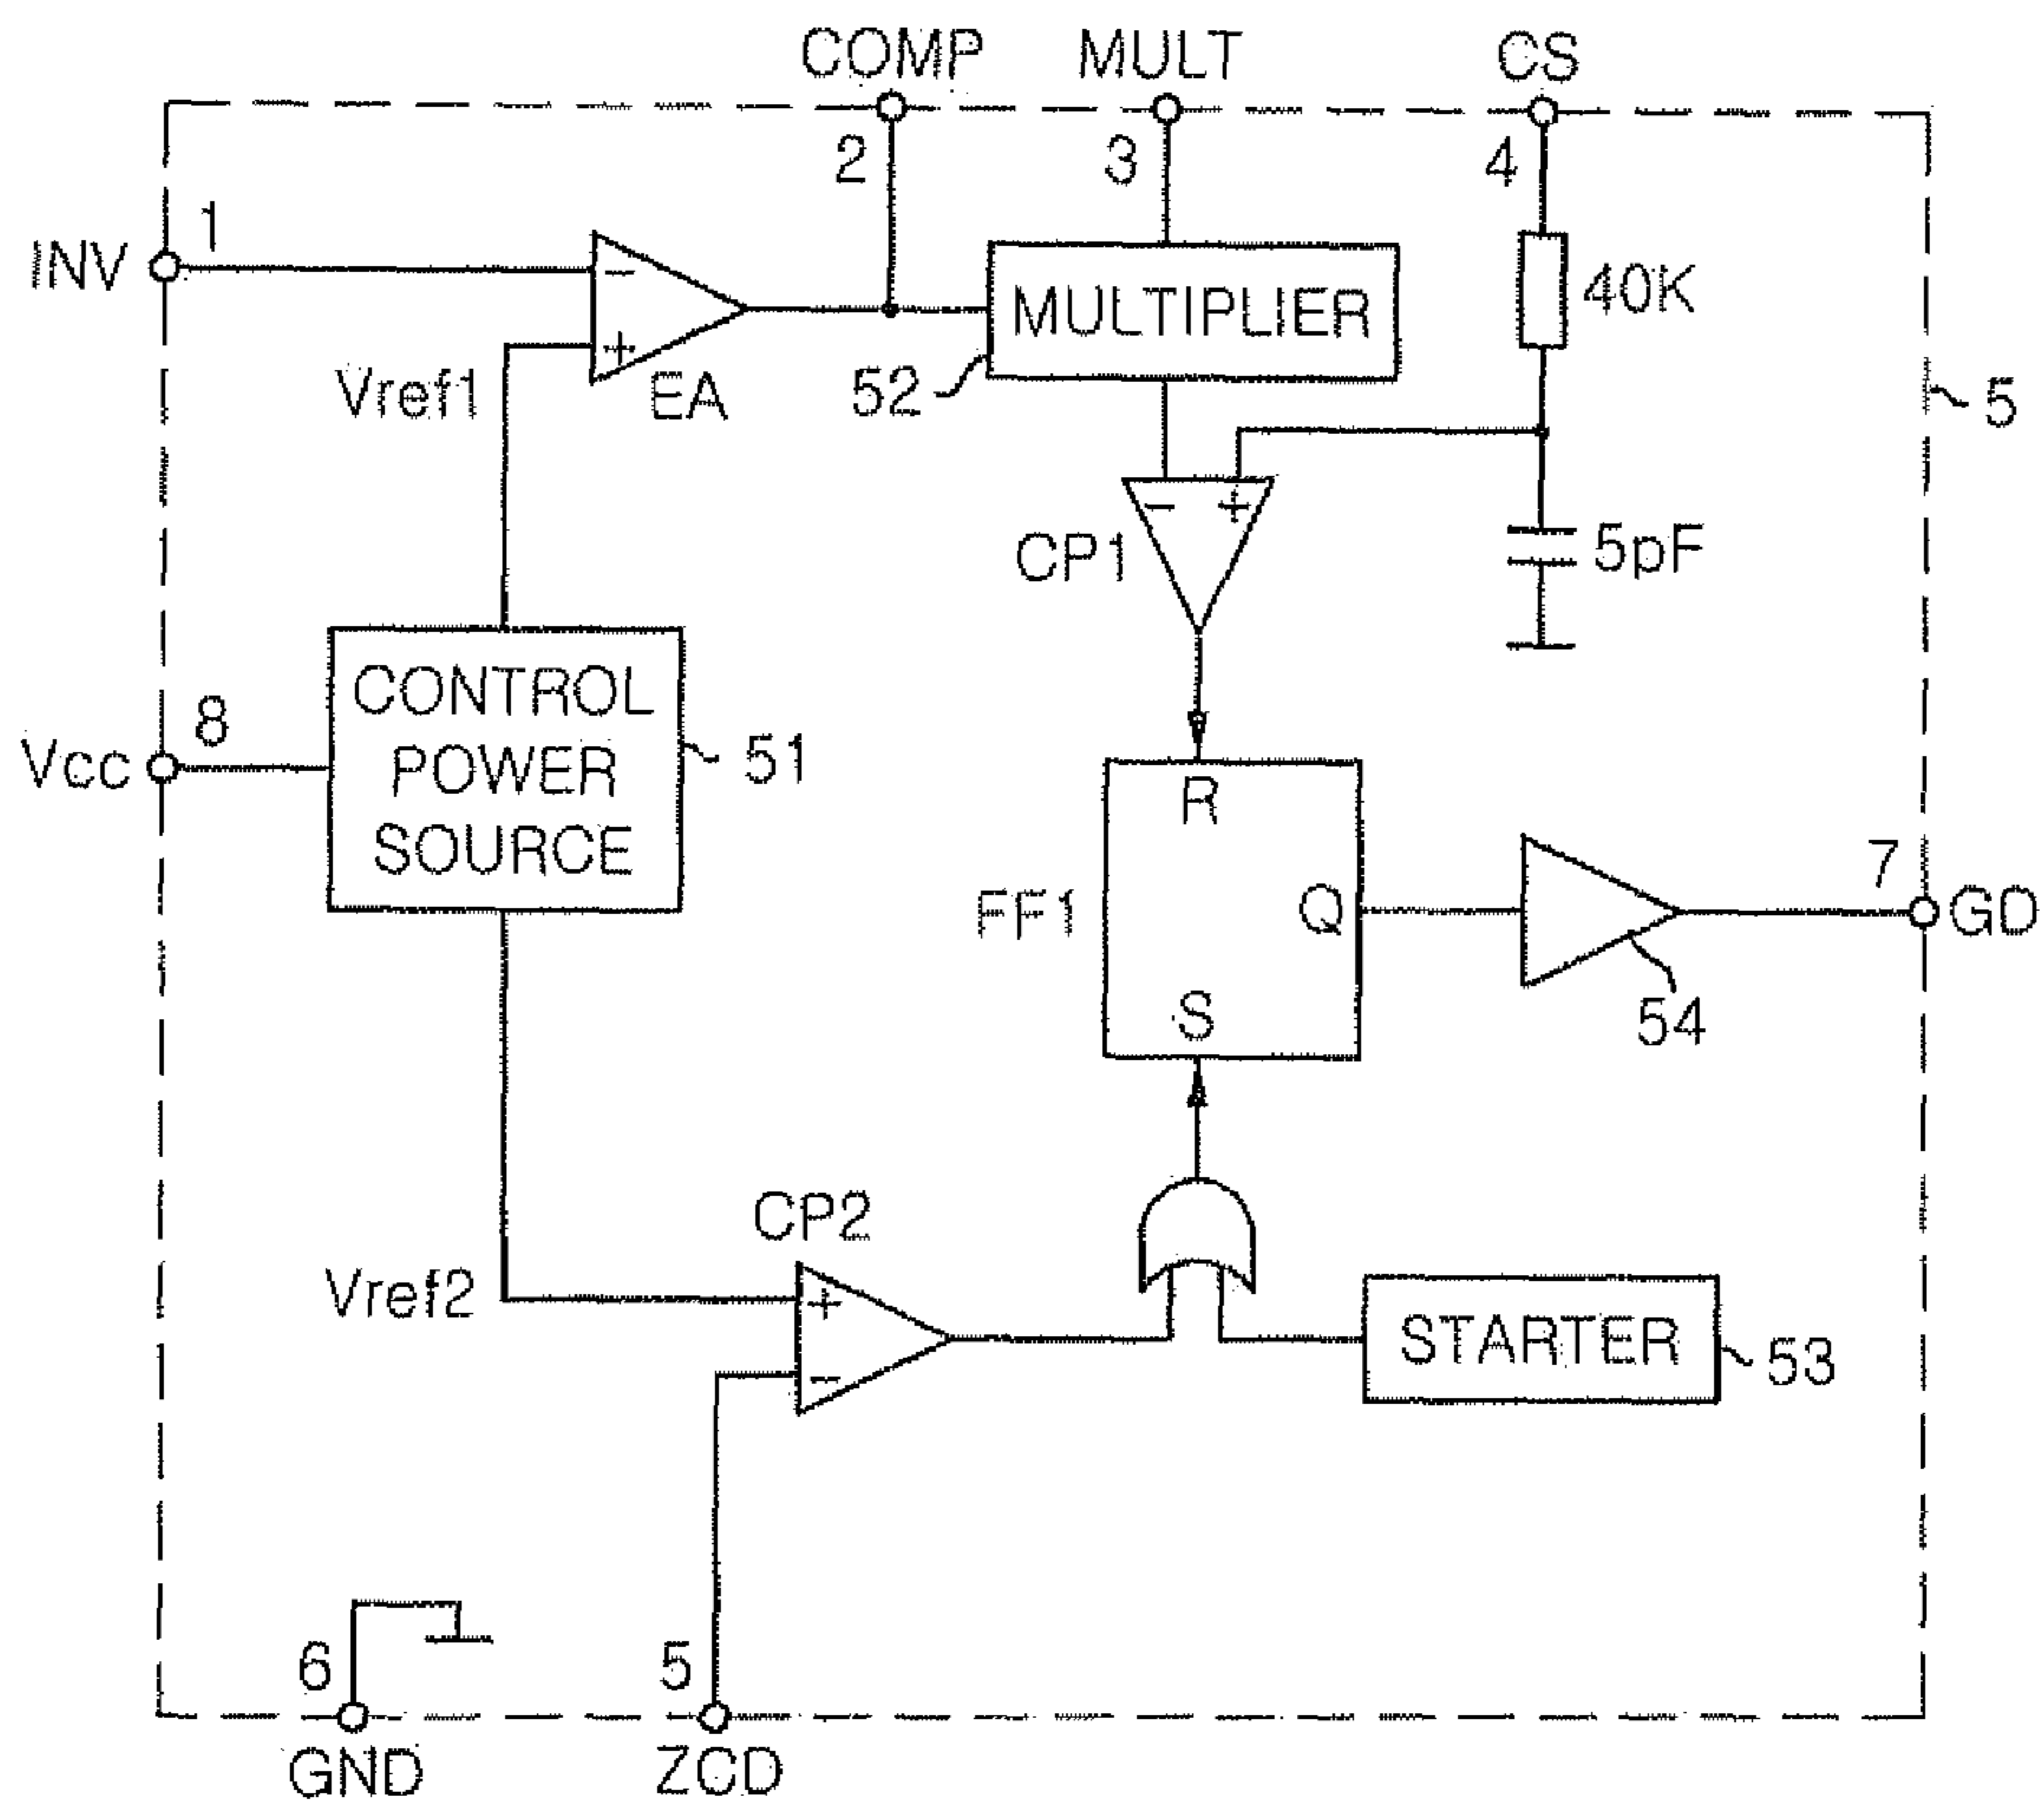 COMP MULT CS
2 3 4
INV 1
− +
EA
Vref1
MULTIPLIER
52
40K
5
− +
CP1
5pF
Vcc 8
CONTROL
POWER
SOURCE
51
R
FF1
Q
S
7
GD
54
CP2
Vref2
+ −
STARTER
53
6
GND
5
ZCD